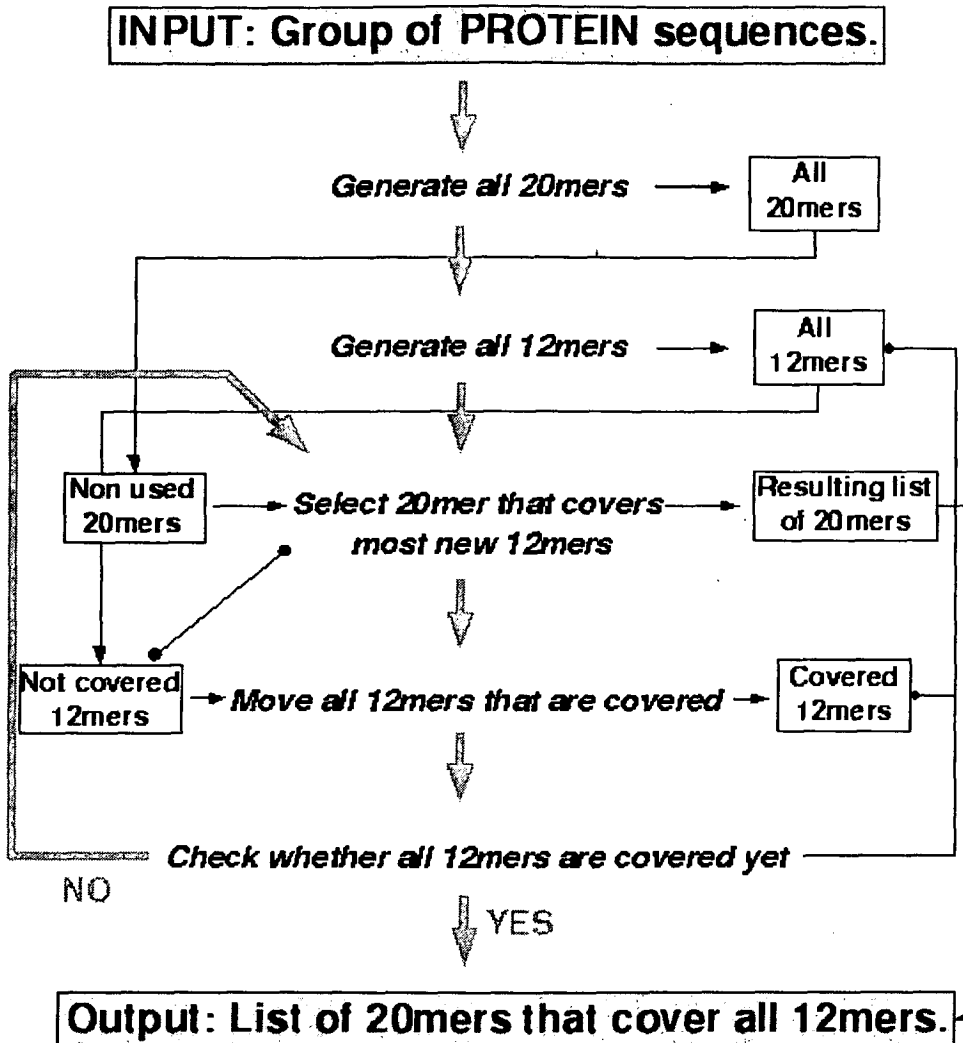 INPUT: Group of PROTEIN sequences.
Generate all 20mers
All
20mers
Generate all 12mers
All
12mers
Non used
20mers
Select 20mer that covers
most new 12mers
Resulting list
of 20mers
Not covered
12mers
Move all 12mers that are covered
Covered
12mers
Check whether all 12mers are covered yet
NO
YES
Output: List of 20mers that cover all 12mers.